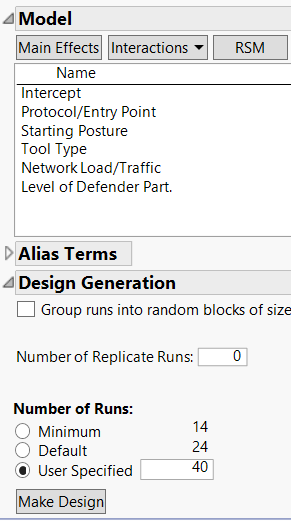 Model
Main Effects Interactions RSM
Name
Intercept
Protocol/Entry Point
Starting Posture
Tool Type
Network Load/Traffic
Level of Defender Part.
Alias Terms
Design Generation
Group runs into random blocks of size
Number of Replicate Runs: 0
Number of Runs:
Minimum 14
Default 24
User Specified 40
Make Design